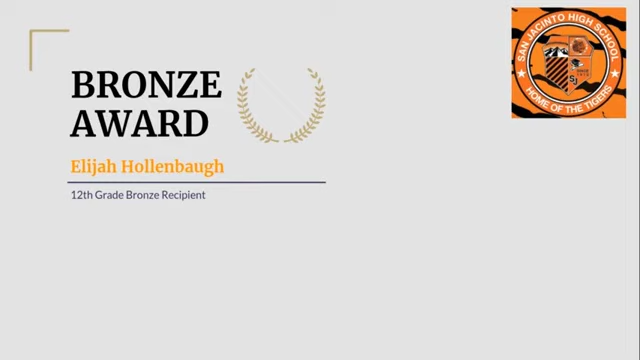 BRONZE
AWARD
Elijah Hollenbaugh
12th Grade Bronze Recipient
SAN JACINTO HIGH SCHOOL
HOME OF THE TIGERS
SJ